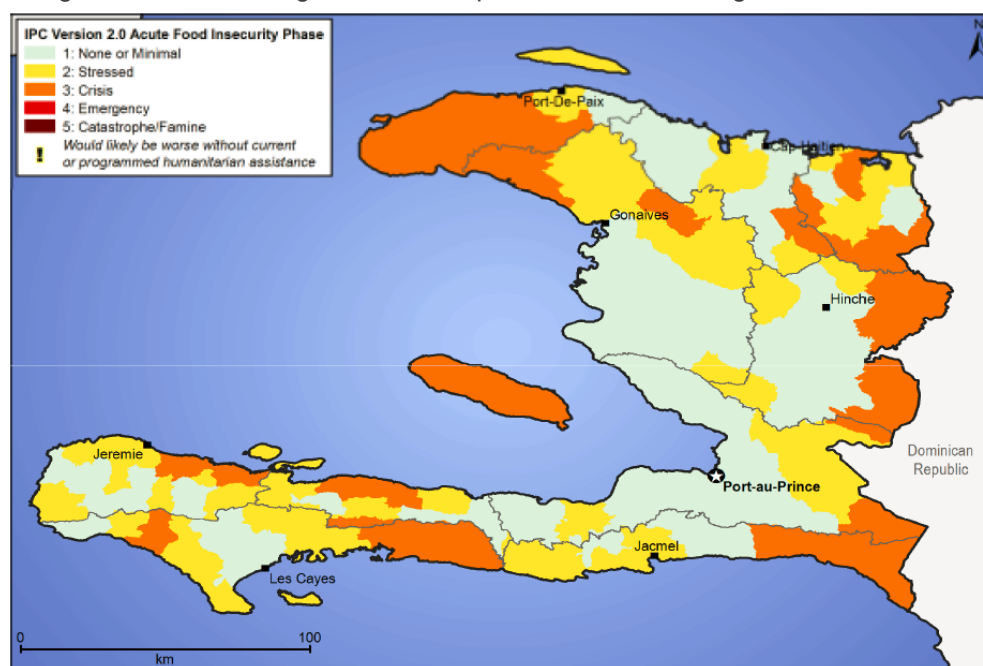 IPC Version 2.0 Acute Food Insecurity Phase
1: None or Minimal
2: Stressed
3: Crisis
4: Emergency
5: Catastrophe/Famine
! Would likely be worse without current
or programmed humanitarian assistance
N
Port-De-Paix
Cap-Haitien
Gonaives
Hinche
Jeremie
Dominican
Republic
Port-au-Prince
Jacmel
Les Cayes
0 100
km